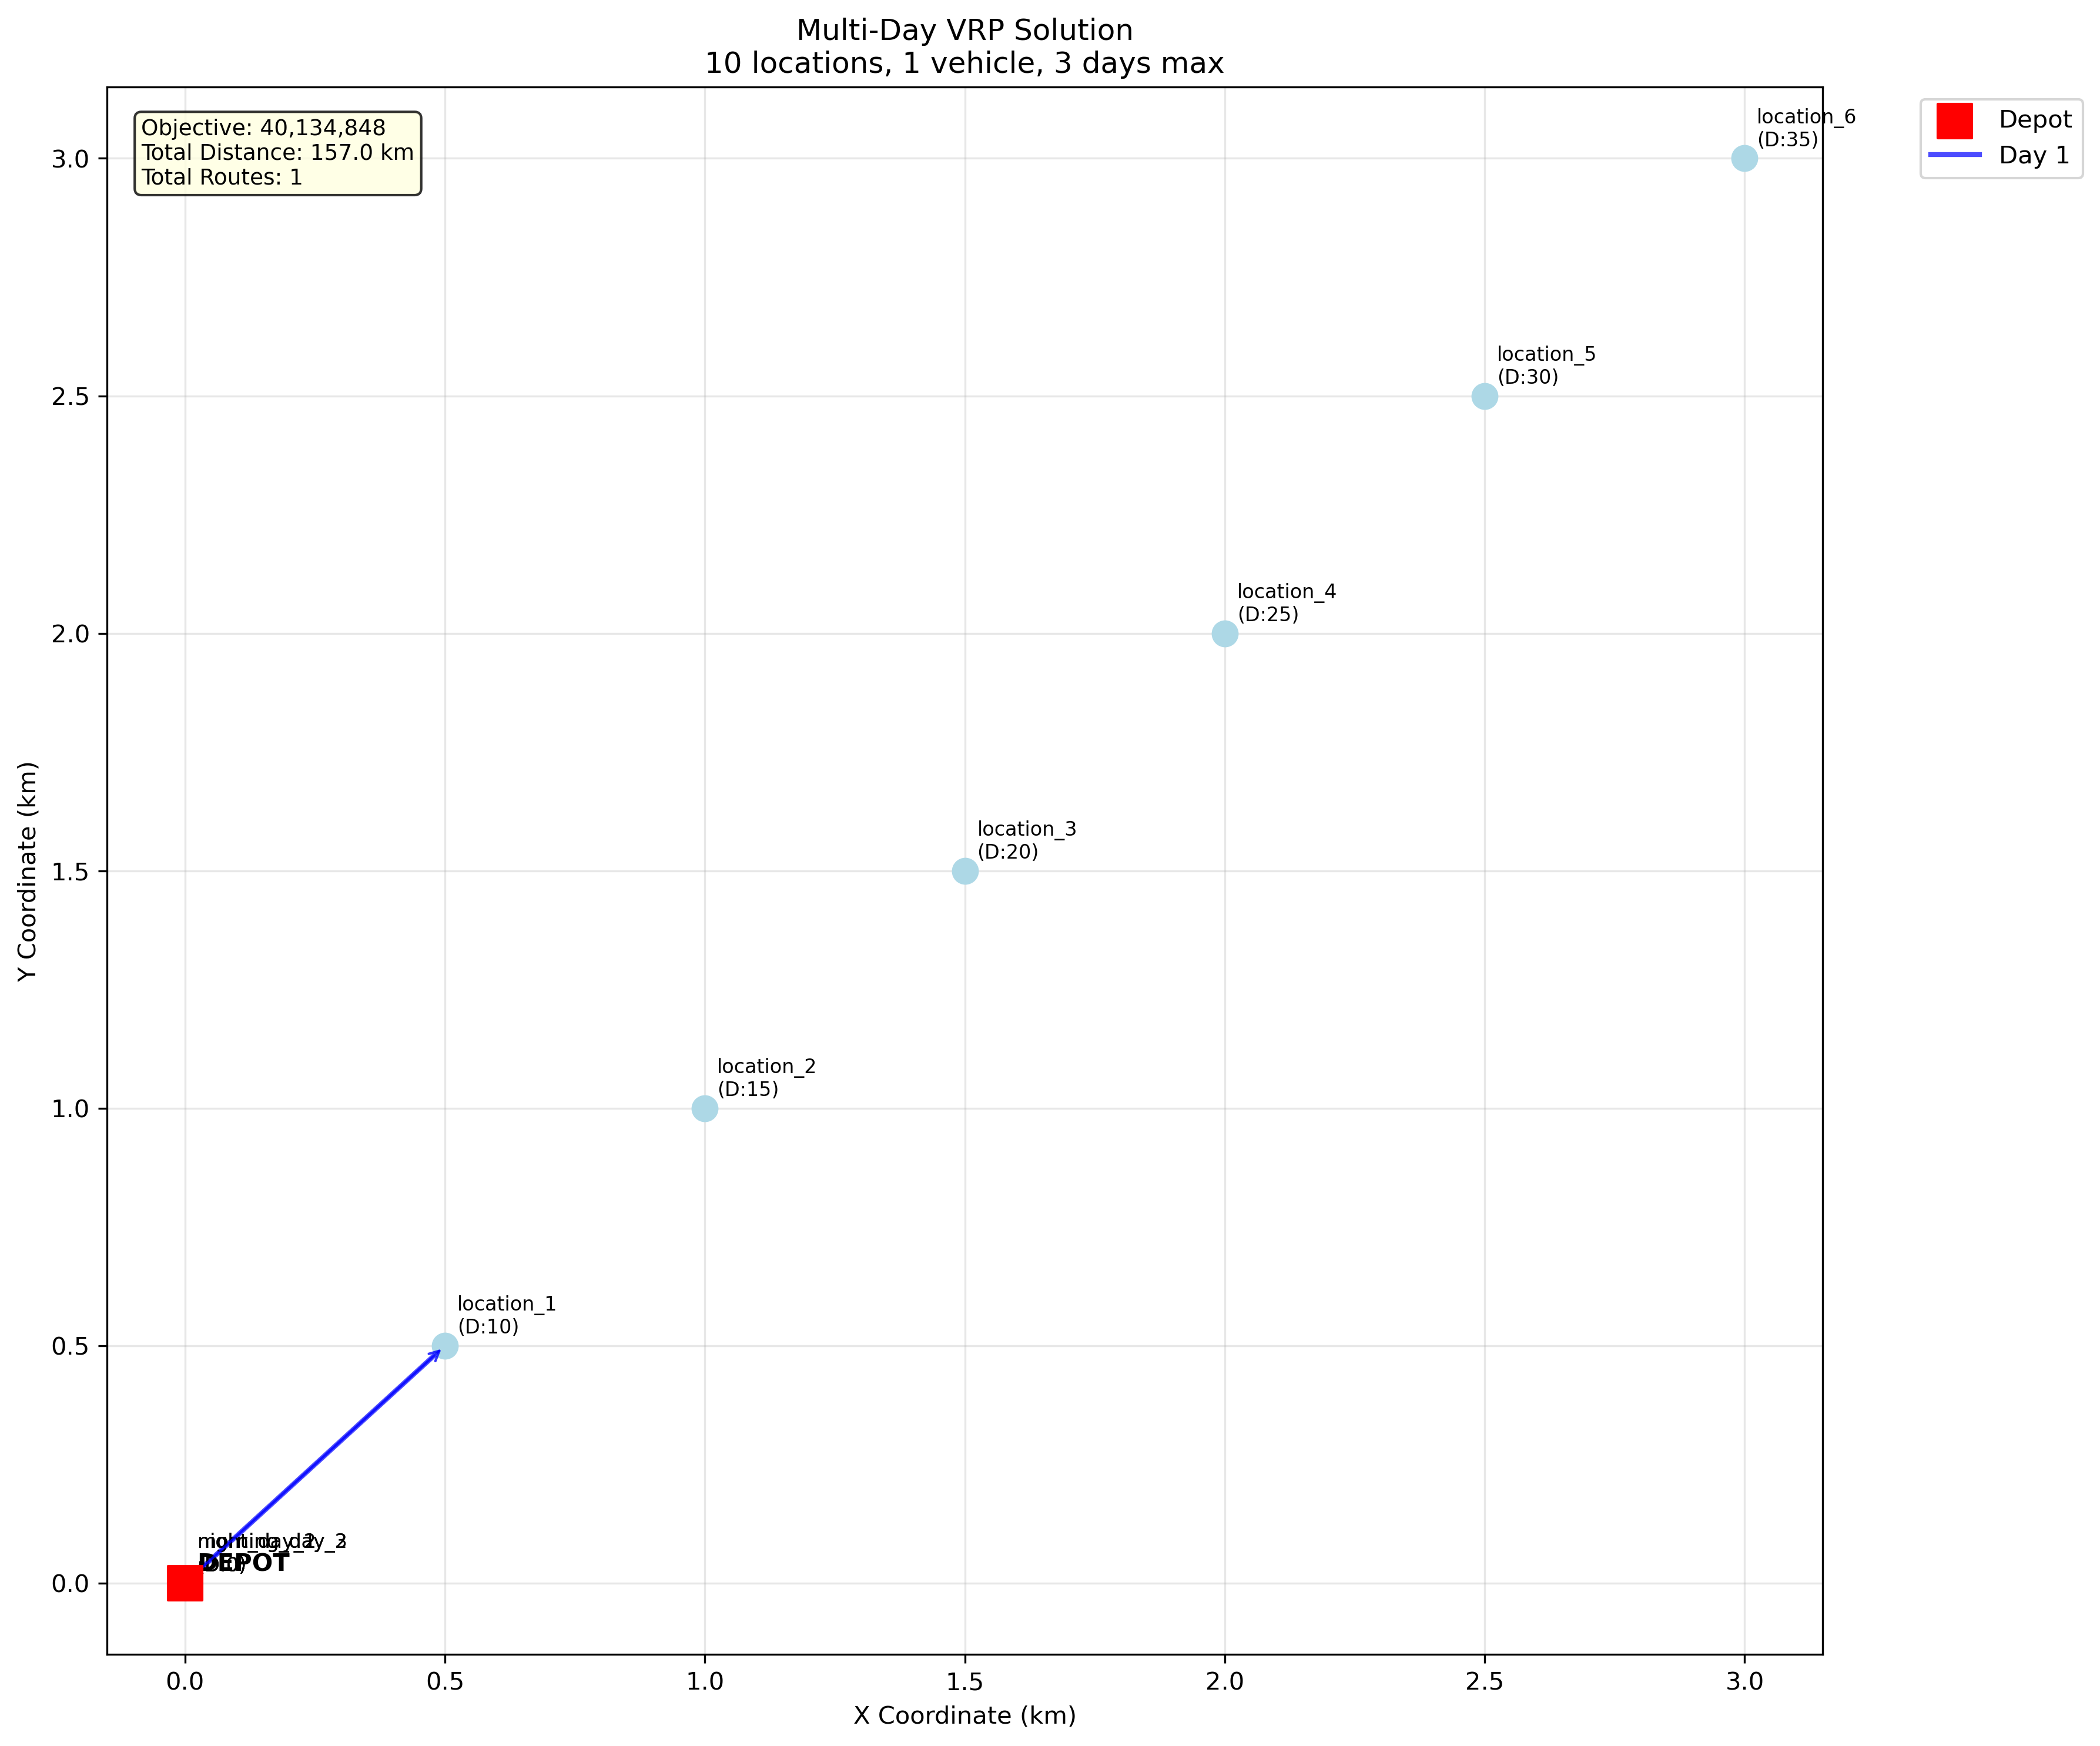 Multi-Day VRP Solution
10 locations, 1 vehicle, 3 days max
Objective: 40,134,848
Total Distance: 157.0 km
Total Routes: 1
Depot
Day 1
location_6
(D:35)
location_5
(D:30)
location_4
(D:25)
location_3
(D:20)
location_2
(D:15)
location_1
(D:10)
DEPOT
3.0
2.5
2.0
1.5
1.0
0.5
0.0
Y Coordinate (km)
0.0 0.5 1.0 1.5 2.0 2.5 3.0
X Coordinate (km)